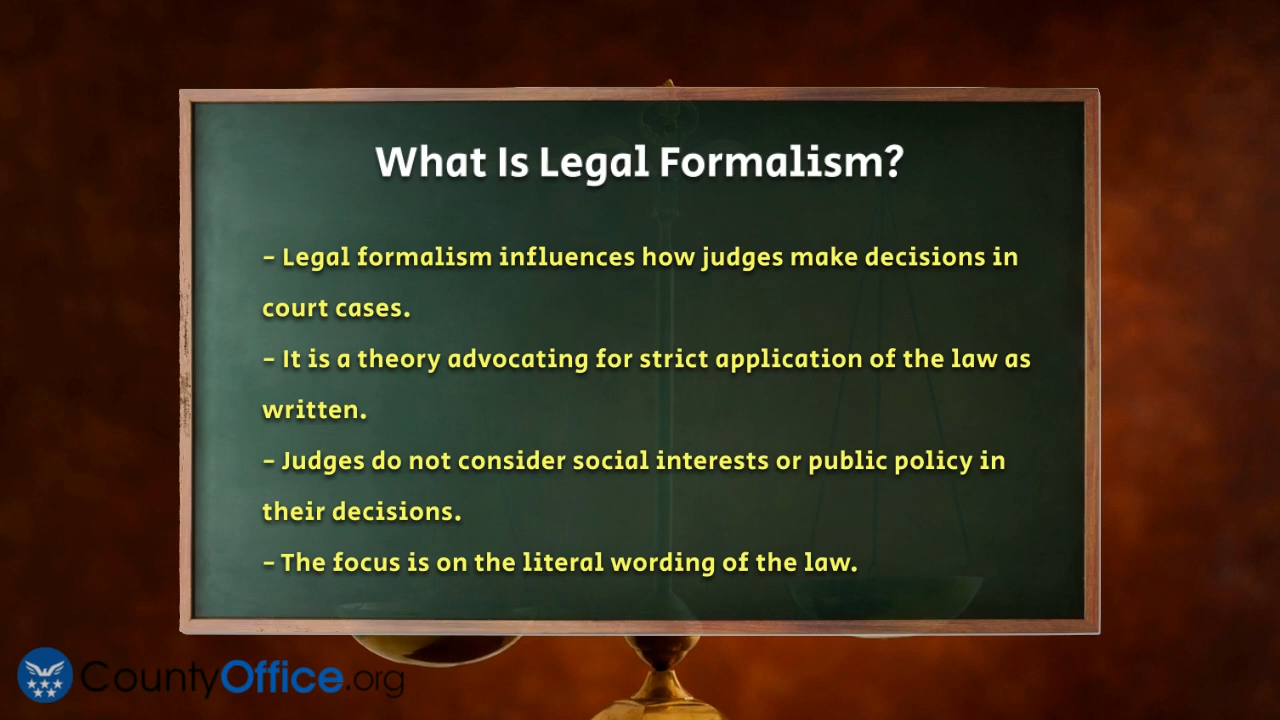 What Is Legal Formalism?
- Legal formalism influences how judges make decisions in
court cases.
- It is a theory advocating for strict application of the law as
written.
- Judges do not consider social interests or public policy in
their decisions.
- The focus is on the literal wording of the law.
CountyOffice.org